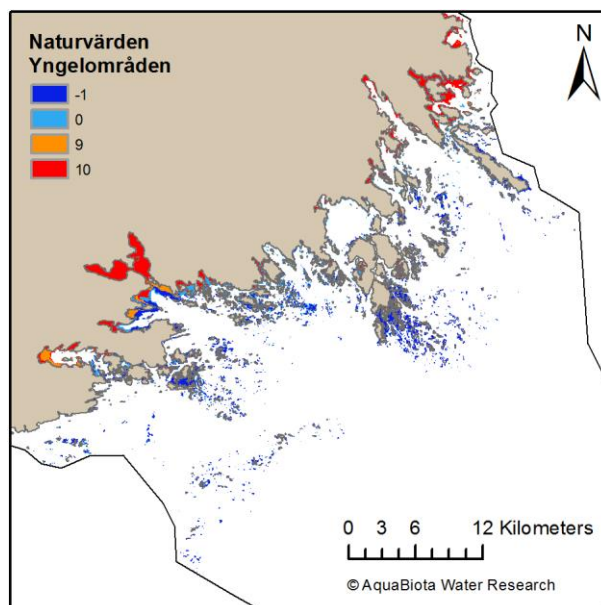 Naturvärden
Yngelområden
-1
0
9
10
N
0 3 6 12 Kilometers
© AquaBiota Water Research